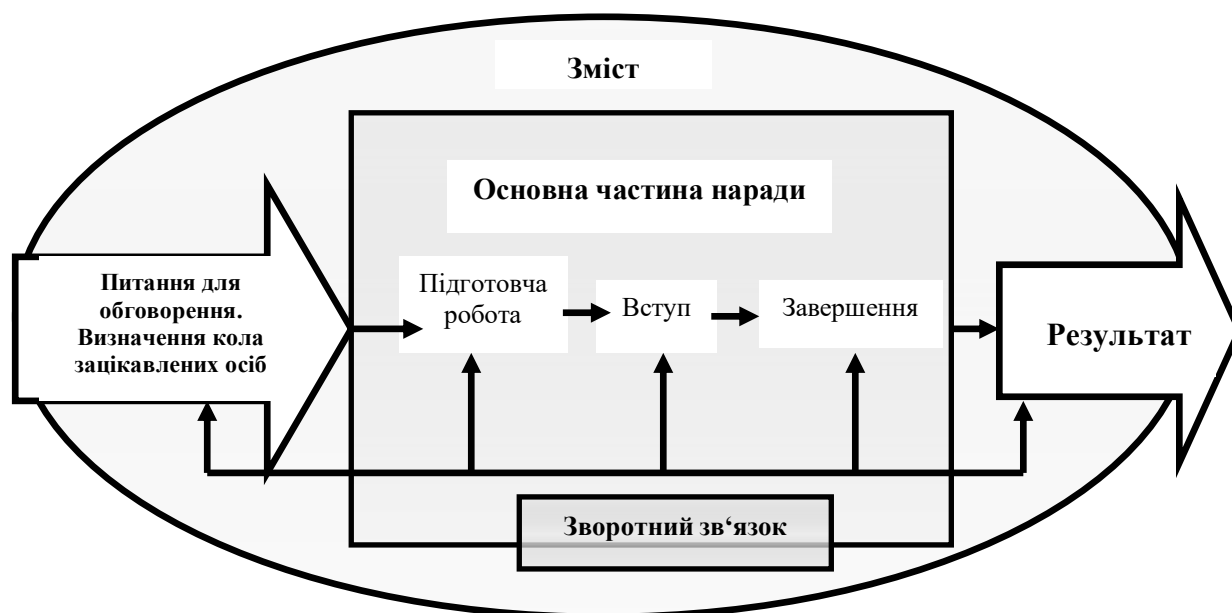 Зміст
Основна частина наради
Питання для
обговорення.
Визначення кола
зацікавлених осіб
Підготовча
робота
Вступ
Завершення
Результат
Зворотний зв‘язок